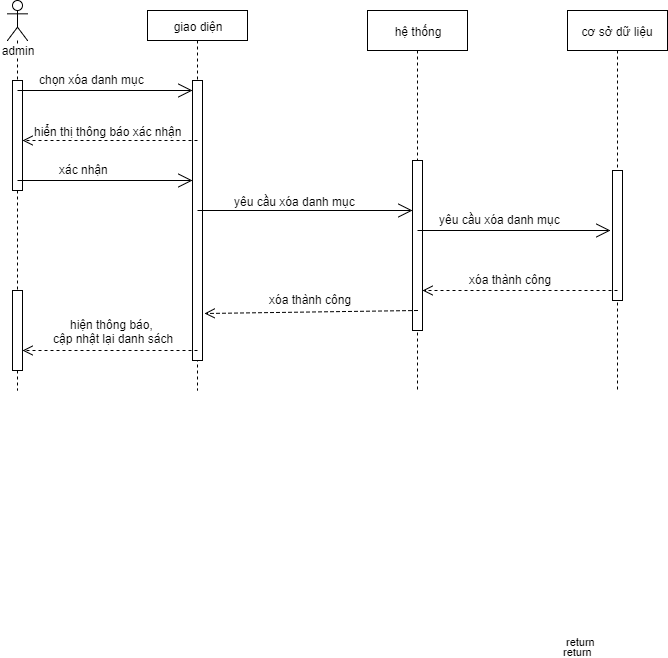 giao diện
hệ thống
cơ sở dữ liệu
admin
chọn xóa danh mục
hiển thị thông báo xác nhận
xác nhận
yêu cầu xóa danh mục
yêu cầu xóa danh mục
xóa thành công
xóa thành công
hiện thông báo,
cập nhật lại danh sách
return
return